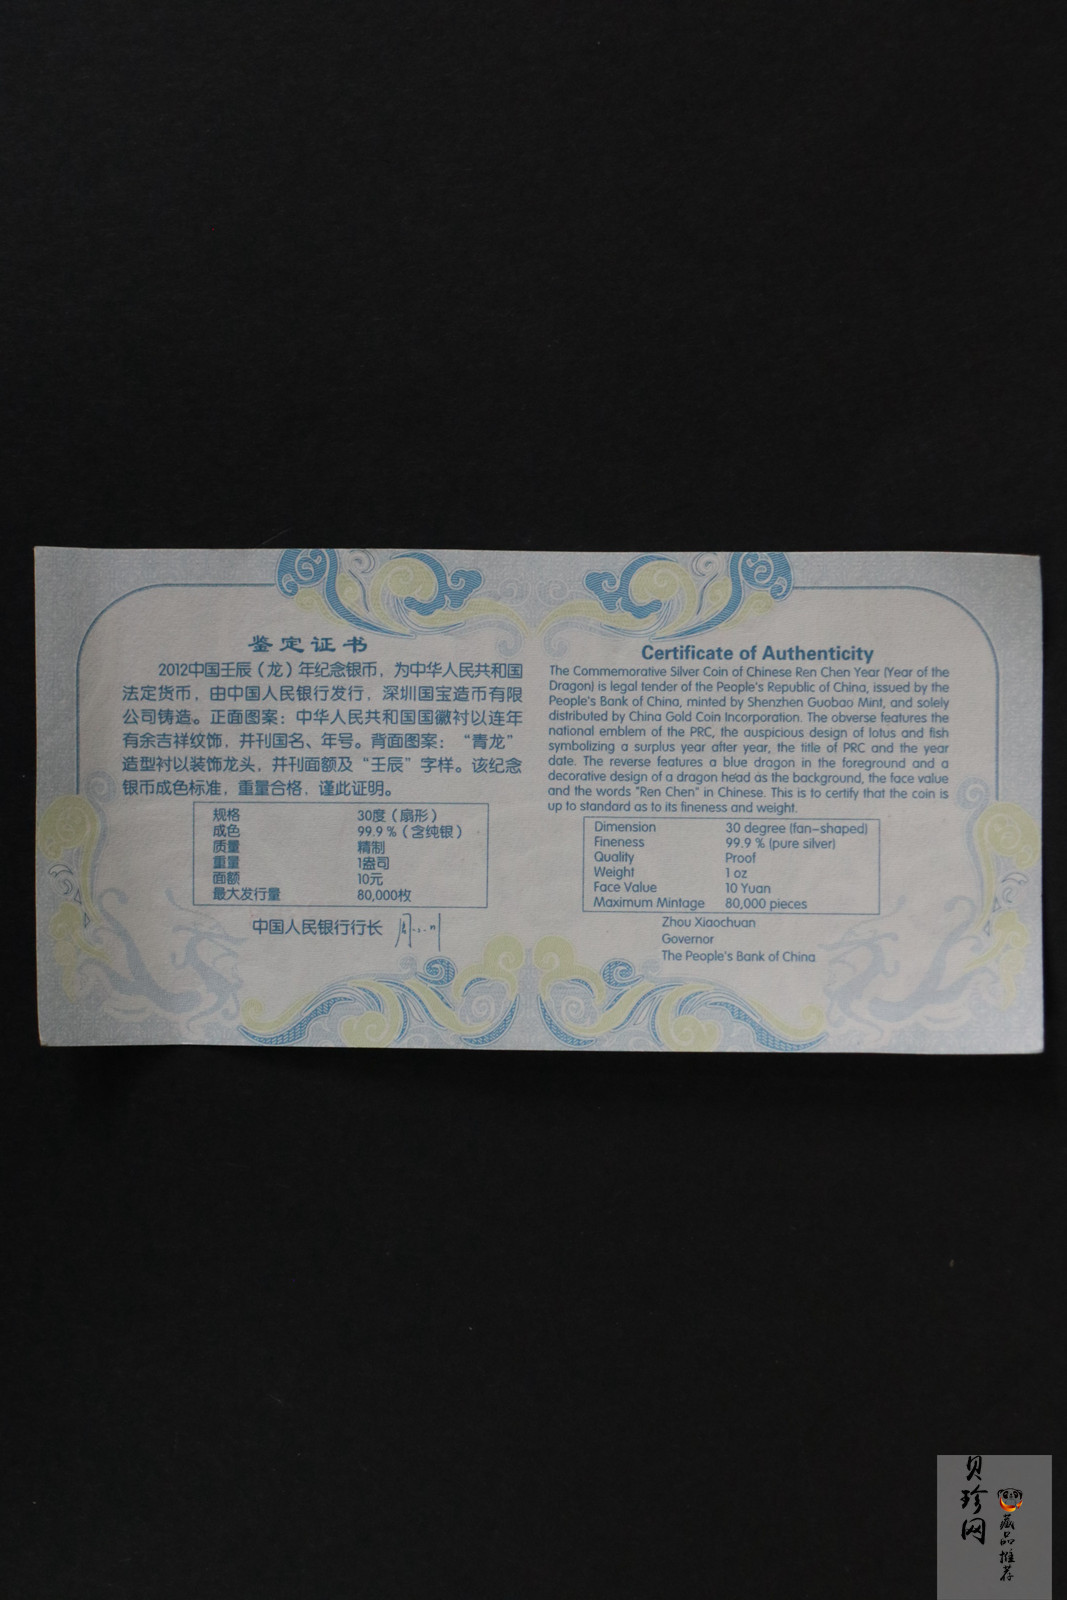 鉴定证书
2012中国壬辰（龙）年纪念银币，为中华人民共和国
法定货币，由中国人民银行发行，深圳国宝造币有限
公司铸造。正面图案：中华人民共和国国徽衬以连年
有余吉祥纹饰，并刊国名、年号。背面图案：“青龙”
造型衬以装饰龙头，并刊面额及“壬辰”字样。该纪念
银币成色标准，重量合格，谨此证明。
规格 30度（扇形）
成色 99.9％（含纯银）
质量 精制
重量 1盎司
面额 10元
最大发行量 80,000枚
中国人民银行行长
Certificate of Authenticity
The Commemorative Silver Coin of Chinese Ren Chen Year (Year of the
Dragon) is legal tender of the People's Republic of China, issued by the
People's Bank of China, minted by Shenzhen Guobao Mint, and solely
distributed by China Gold Coin Incorporation. The obverse features the
national emblem of the PRC, the auspicious design of lotus and fish
symbolizing a surplus year after year, the title of PRC and the year
date. The reverse features a blue dragon in the foreground and a
decorative design of a dragon head as the background, the face value
and the words "Ren Chen" in Chinese. This is to certify that the coin is
up to standard as to its fineness and weight.
Dimension 30 degree (fan-shaped)
Fineness 99.9 % (pure silver)
Quality Proof
Weight 1 oz
Face Value 10 Yuan
Maximum Mintage 80,000 pieces
Zhou Xiaochuan
Governor
The People's Bank of China
贝珍网
藏品推荐